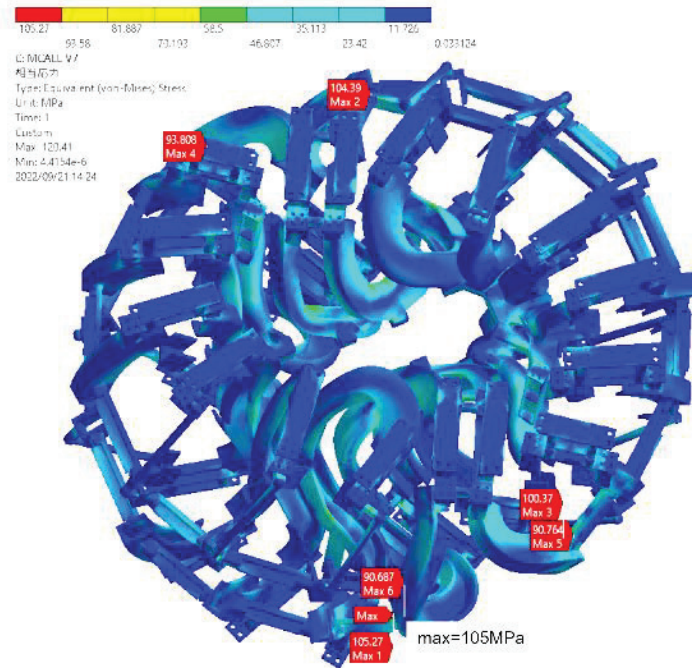 105.27
81.887
58.5
35.113
11.726
93.58
70.193
46.807
23.42
0.033124
C: MCALL V7
相当应力
Type: Equivalent (von-Mises) Stress
Unit: MPa
Time: 1
Custom
Max: 120.41
Min: 4.4154e-6
2022/09/21 14:24
104.39
Max 2
93.808
Max 4
100.37
Max 3
90.764
Max 5
90.687
Max 6
Max
105.27
Max 1
max=105MPa